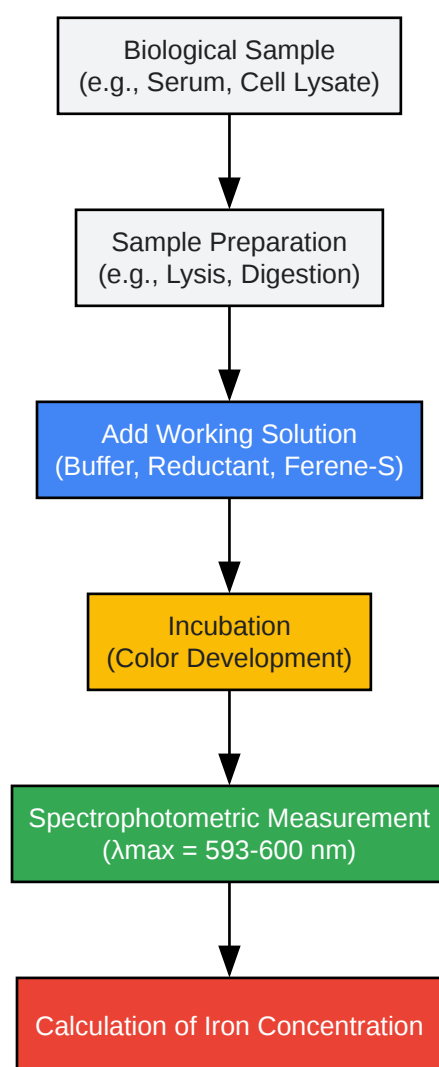 Biological Sample
(e.g., Serum, Cell Lysate)
Sample Preparation
(e.g., Lysis, Digestion)
Add Working Solution
(Buffer, Reductant, Ferene-S)
Incubation
(Color Development)
Spectrophotometric Measurement
(λmax = 593-600 nm)
Calculation of Iron Concentration